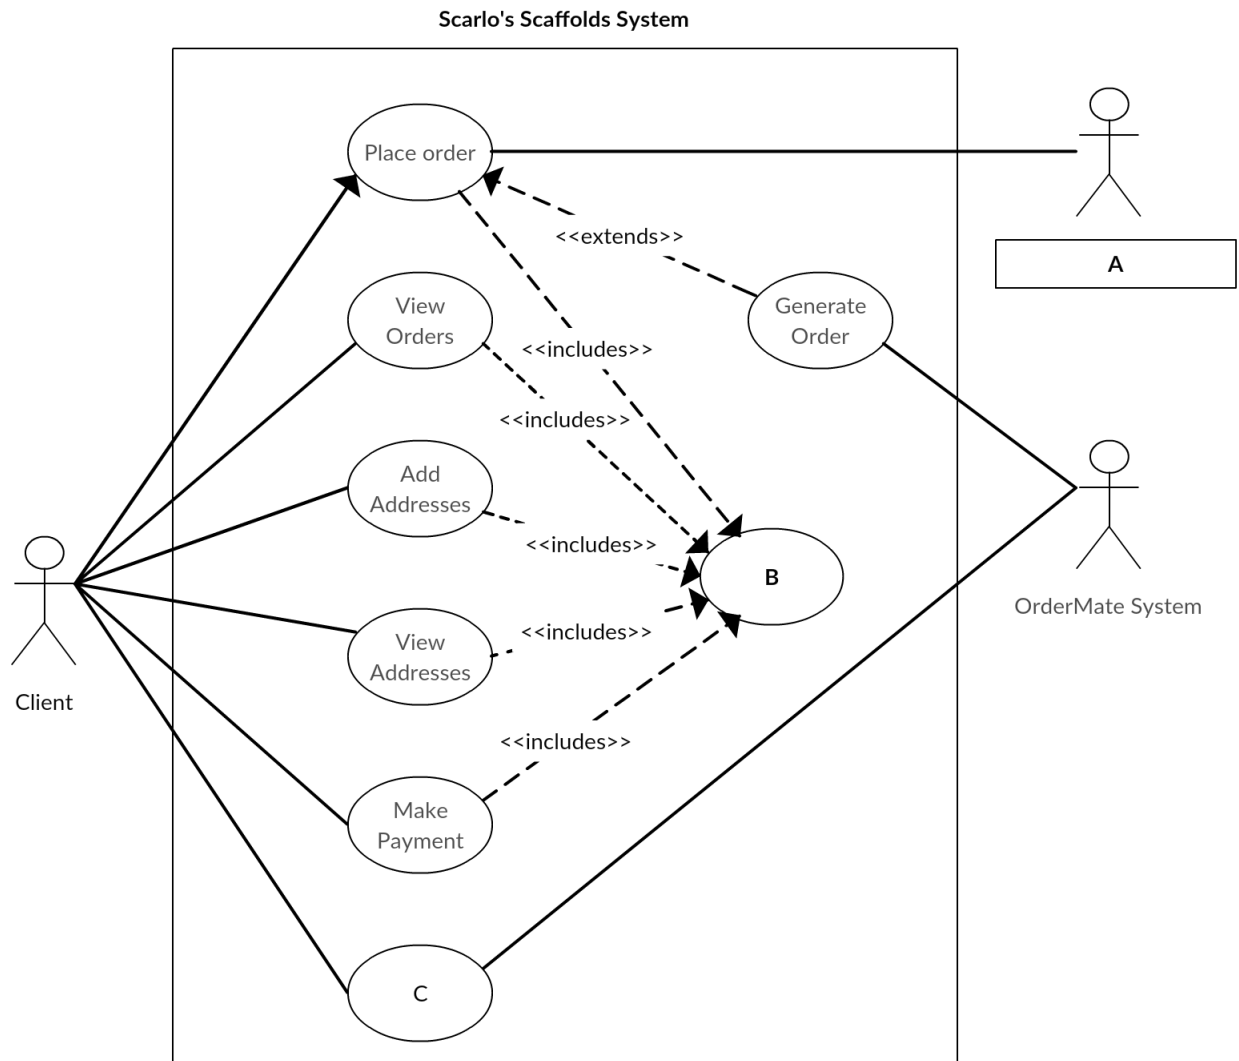 Scarlo's Scaffolds System
Place order
<<extends>>
A
View
Orders
Generate
Order
<<includes>>
<<includes>>
Add
Addresses
<<includes>>
B
OrderMate System
<<includes>>
View
Addresses
Client
<<includes>>
Make
Payment
C